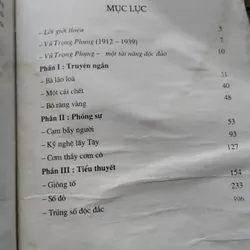 MỤC LỤC
- Lời giới thiệu 5
- Vũ Trọng Phụng (1912 - 1939) 7
- Vũ Trọng Phụng - một tài năng độc đáo 10
Phần I : Truyện ngắn
- Bà lão loà 31
- Một cái chết 40
- Bộ răng vàng 48
Phần II : Phóng sự
- Cạm bẫy người 53
- Kỹ nghệ lấy Tây 93
- Cơm thầy cơm cô 127
Phần III : Tiểu thuyết
- Giông tố 154
- Số đỏ 233
- Trúng số độc đắc